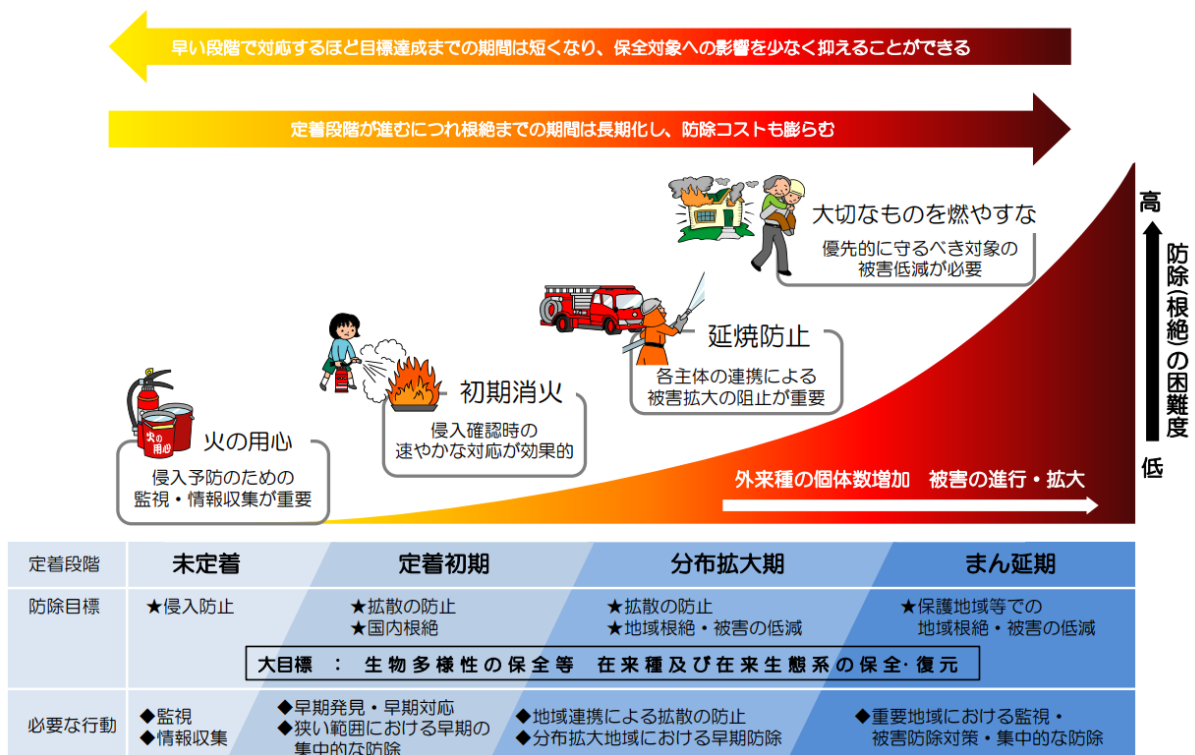 早い段階で対応するほど目標達成までの期間は短くなり、保全対象への影響を少なく抑えることができる
定着段階が進むにつれ根絶までの期間は長期化し、防除コストも膨らむ
大切なものを燃やすな
優先的に守るべき対象の
被害低減が必要
高
防除(根絶)の困難度
低
延焼防止
各主体の連携による
被害拡大の阻止が重要
初期消火
侵入確認時の
速やかな対応が効果的
火の
用心
火の用心
侵入予防のための
監視・情報収集が重要
外来種の個体数増加 被害の進行・拡大
定着段階 未定着 定着初期 分布拡大期 まん延期
防除目標 ★侵入防止 ★拡散の防止 ★拡散の防止 ★保護地域等での
★国内根絶 ★地域根絶・被害の低減 地域根絶・被害の低減
大目標 : 生物多様性の保全等 在来種及び在来生態系の保全・復元
必要な行動 ◆監視 ◆早期発見・早期対応 ◆地域連携による拡散の防止 ◆重要地域における監視・
◆情報収集 ◆狭い範囲における早期の ◆分布拡大地域における早期防除 被害防除対策・集中的な防除
集中的な防除